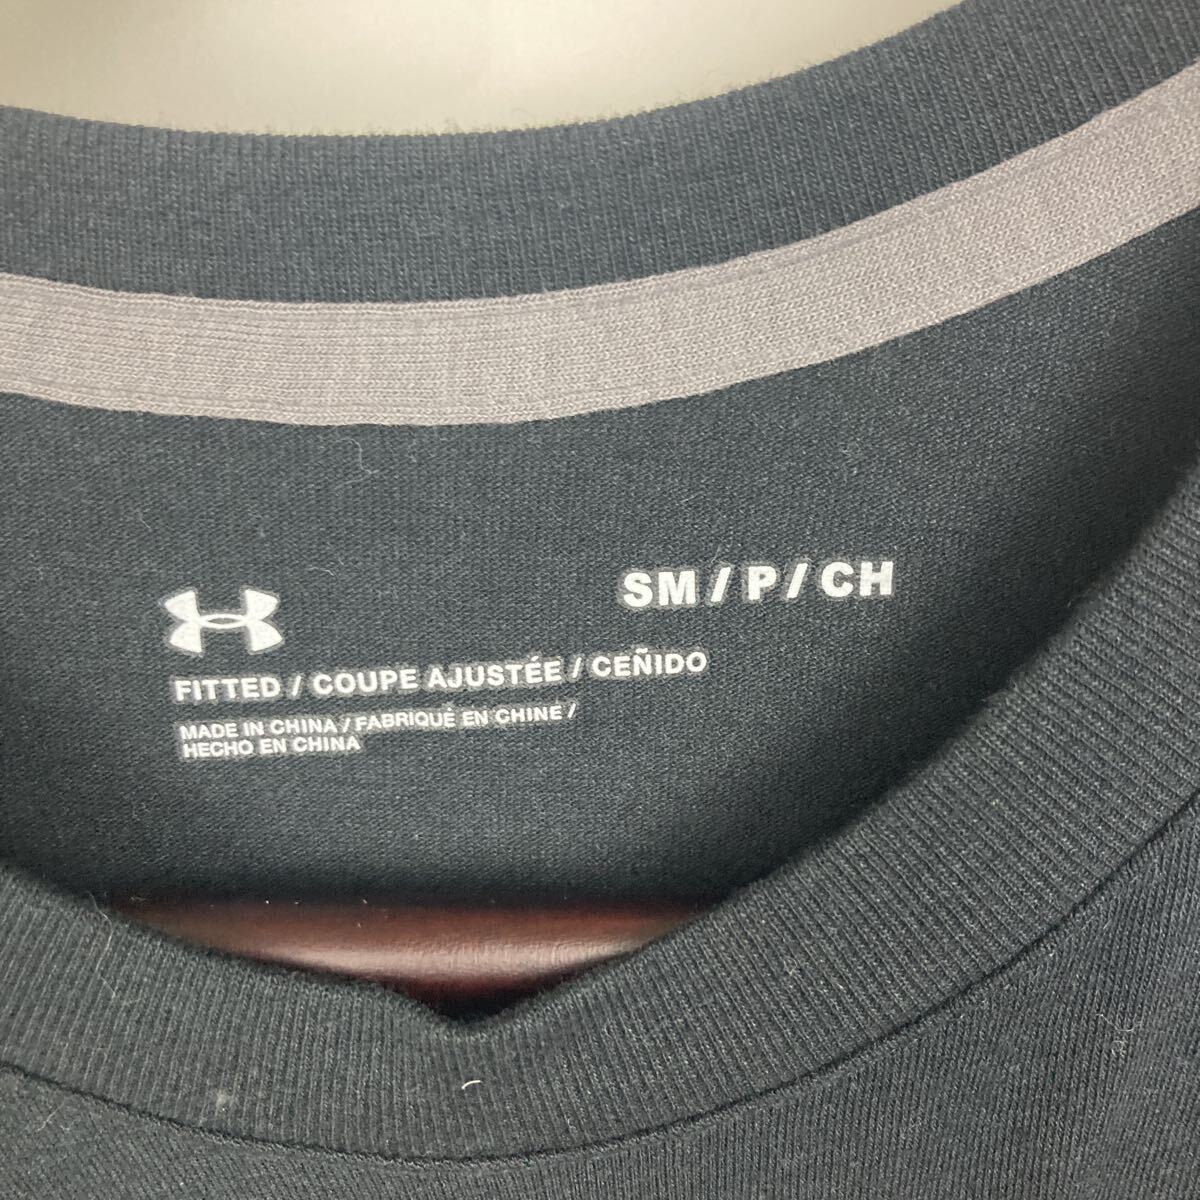 SM / P / CH
FITTED / COUPE AJUSTÉE / CEÑIDO
MADE IN CHINA / FABRIQUÉ EN CHINE /
HECHO EN CHINA